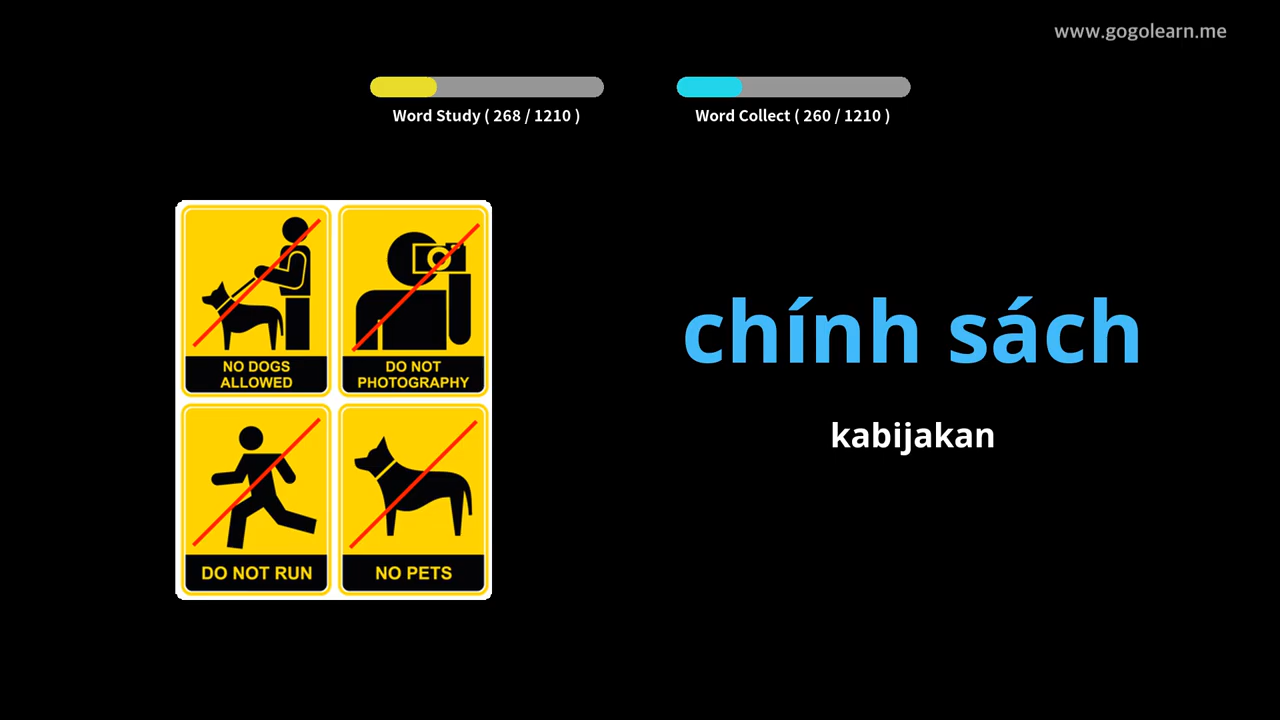 www.gogolearn.me
Word Study ( 268 / 1210 )
Word Collect ( 260 / 1210 )
NO DOGS
ALLOWED
DO NOT
PHOTOGRAPHY
DO NOT RUN
NO PETS
chính sách
kabijakan